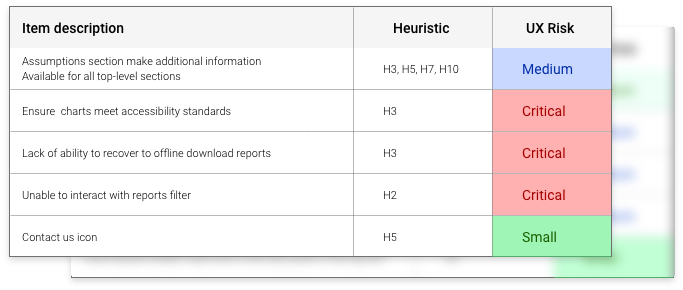 Item description Heuristic UX Risk
Assumptions section make additional information
Available for all top-level sections
H3, H5, H7, H10 Medium
Ensure charts meet accessibility standards H3 Critical
Lack of ability to recover to offline download reports H3 Critical
Unable to interact with reports filter H2 Critical
Contact us icon H5 Small